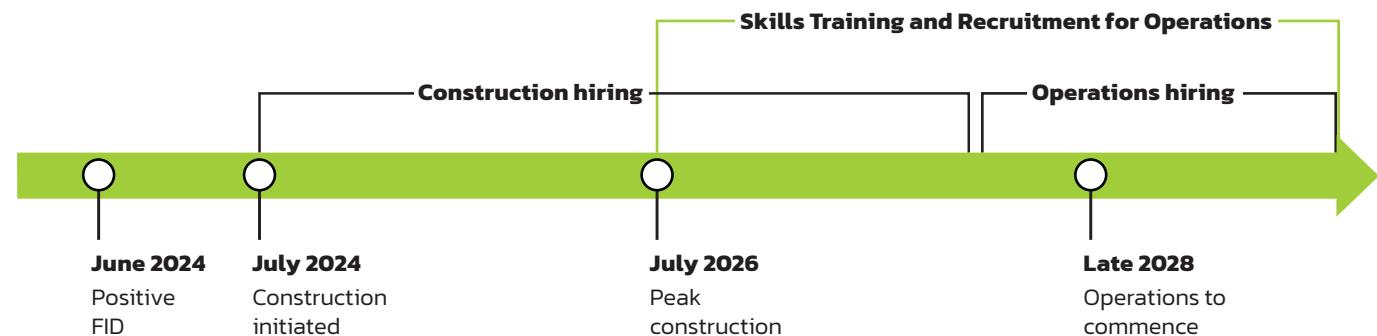 Skills Training and Recruitment for Operations
Construction hiring
Operations hiring
June 2024
Positive
FID
July 2024
Construction
initiated
July 2026
Peak
construction
Late 2028
Operations to
commence